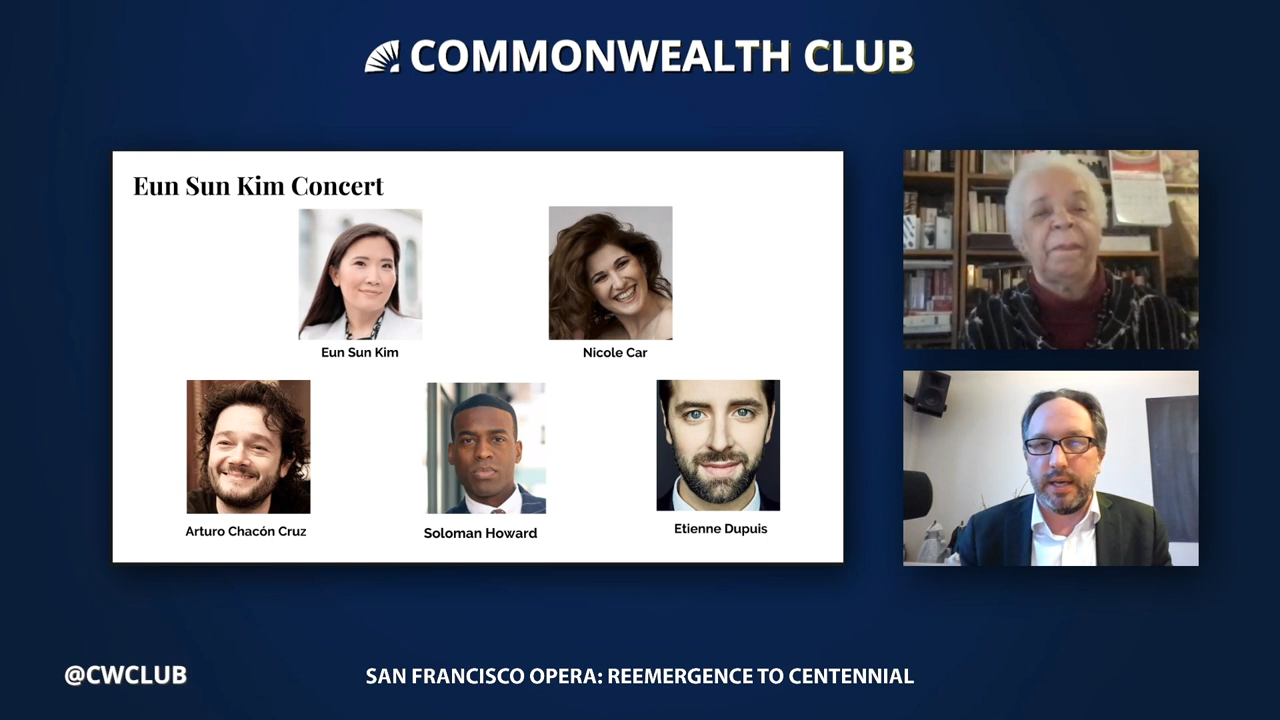 COMMONWEALTH CLUB
Eun Sun Kim Concert
Eun Sun Kim
Nicole Car
Arturo Chacón Cruz
Soloman Howard
Etienne Dupuis
@CWCLUB
SAN FRANCISCO OPERA: REEMERGENCE TO CENTENNIAL